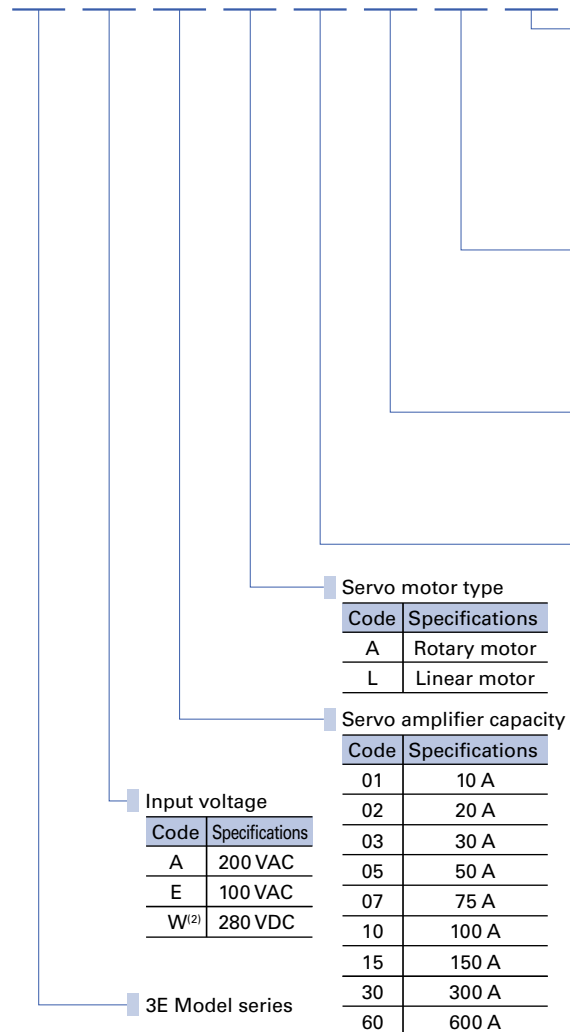 Servo motor type
Code Specifications
A Rotary motor
L Linear motor
Servo amplifier capacity
Code Specifications
01 10 A
02 20 A
03 30 A
05 50 A
07 75 A
10 100 A
15 150 A
30 300 A
60 600 A
Input voltage
Code Specifications
A 200 VAC
E 100 VAC
W(2) 280 VDC
3E Model series